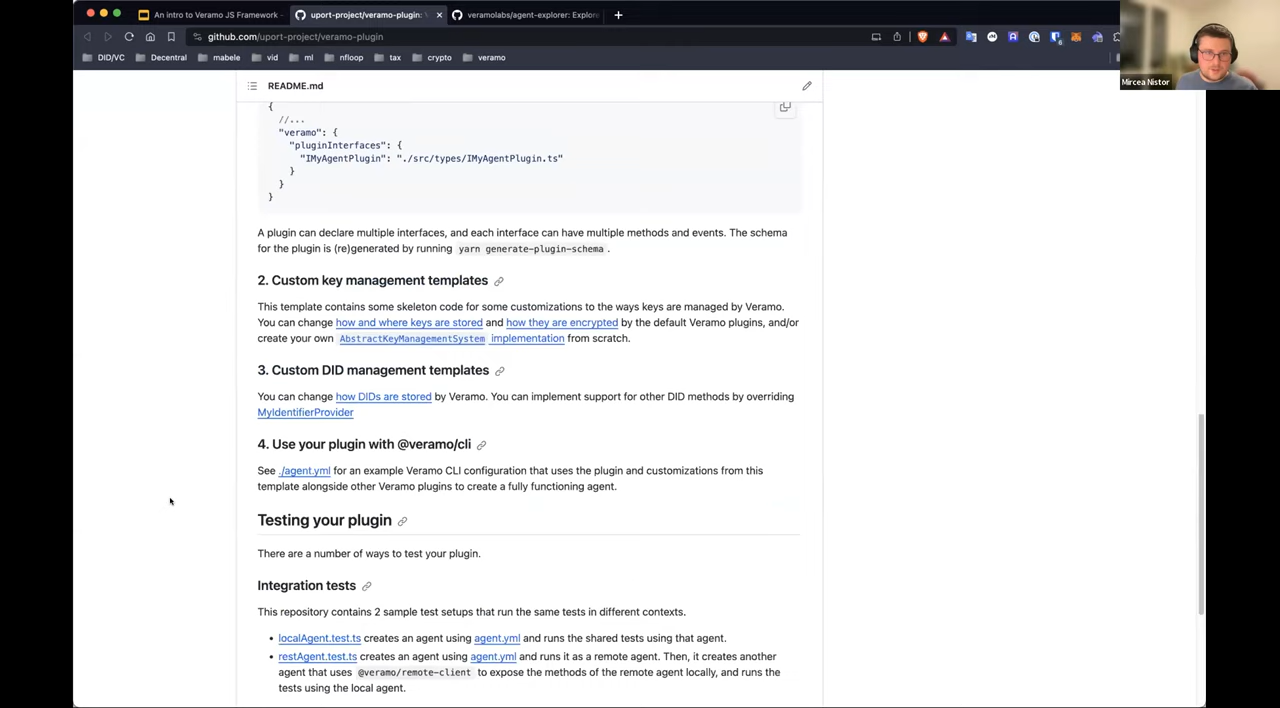 An intro to Veramo JS Framework
uport-project/veramo-plugin:
veramolabs/agent-explorer: Explore
github.com/uport-project/veramo-plugin
DID/VC
Decentral
mabele
vid
ml
nfloop
tax
crypto
veramo
Mircea Nistor
README.md
{
//...
"veramo": {
"pluginInterfaces": {
"IMyAgentPlugin": "./src/types/IMyAgentPlugin.ts"
}
}
}
A plugin can declare multiple interfaces, and each interface can have multiple methods and events. The schema
for the plugin is (re)generated by running yarn generate-plugin-schema.
2. Custom key management templates
This template contains some skeleton code for some customizations to the ways keys are managed by Veramo.
You can change how and where keys are stored and how they are encrypted by the default Veramo plugins, and/or
create your own AbstractKeyManagementSystem implementation from scratch.
3. Custom DID management templates
You can change how DIDs are stored by Veramo. You can implement support for other DID methods by overriding
MyIdentifierProvider
4. Use your plugin with @veramo/cli
See ./agent.yml for an example Veramo CLI configuration that uses the plugin and customizations from this
template alongside other Veramo plugins to create a fully functioning agent.
Testing your plugin
There are a number of ways to test your plugin.
Integration tests
This repository contains 2 sample test setups that run the same tests in different contexts.
• localAgent.test.ts creates an agent using agent.yml and runs the shared tests using that agent.
• restAgent.test.ts creates an agent using agent.yml and runs it as a remote agent. Then, it creates another
agent that uses @veramo/remote-client to expose the methods of the remote agent locally, and runs the
tests using the local agent.